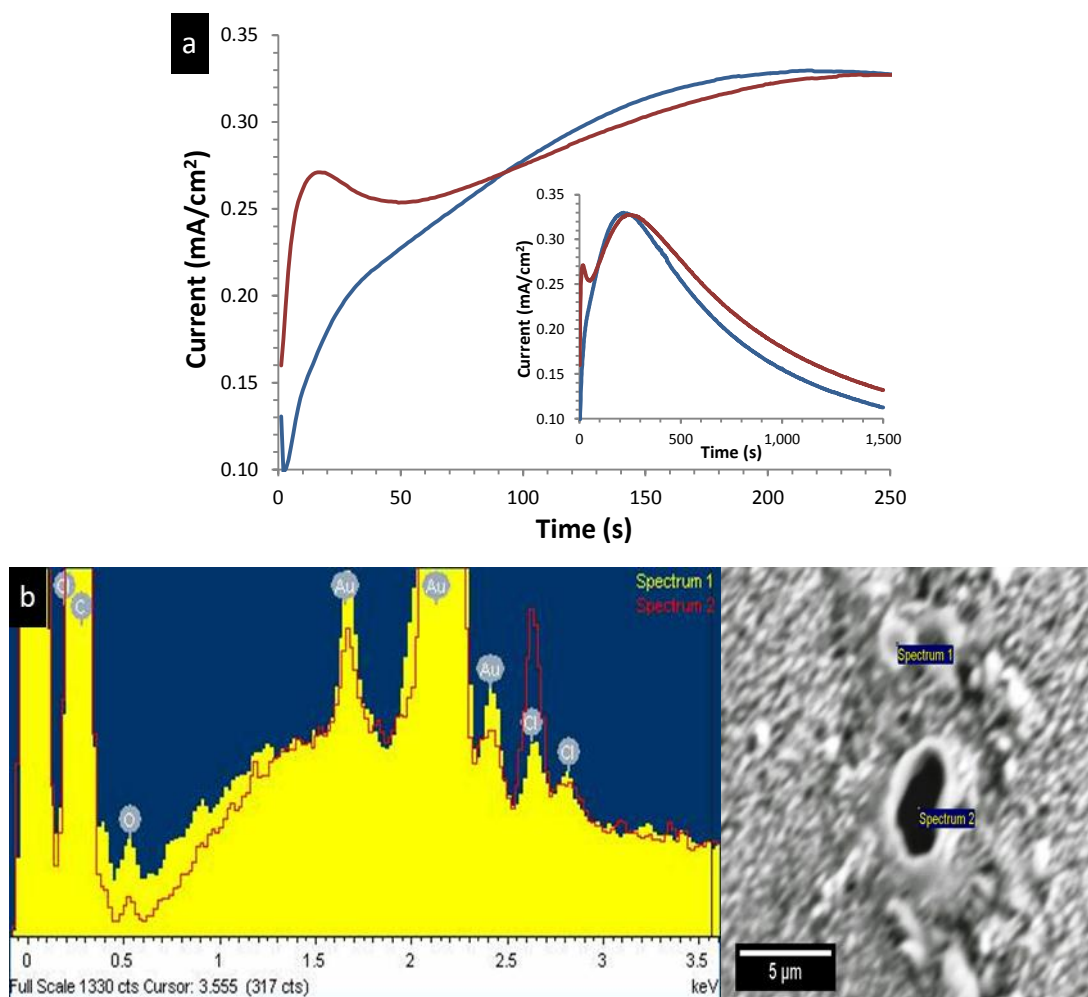 a
Current (mA/cm²)
0.35
0.30
0.25
0.20
0.15
0.10
0 50 100 150 200 250
Time (s)
Current (mA/cm²)
0.35
0.30
0.25
0.20
0.15
0.10
0 500 1,000 1,500
Time (s)
b
Cl C Au Au Au Cl Cl O
Spectrum 1
Spectrum 2
0 0.5 1 1.5 2 2.5 3 3.5
Full Scale 1330 cts Cursor: 3.555 (317 cts) keV
Spectrum 1
Spectrum 2
5 µm